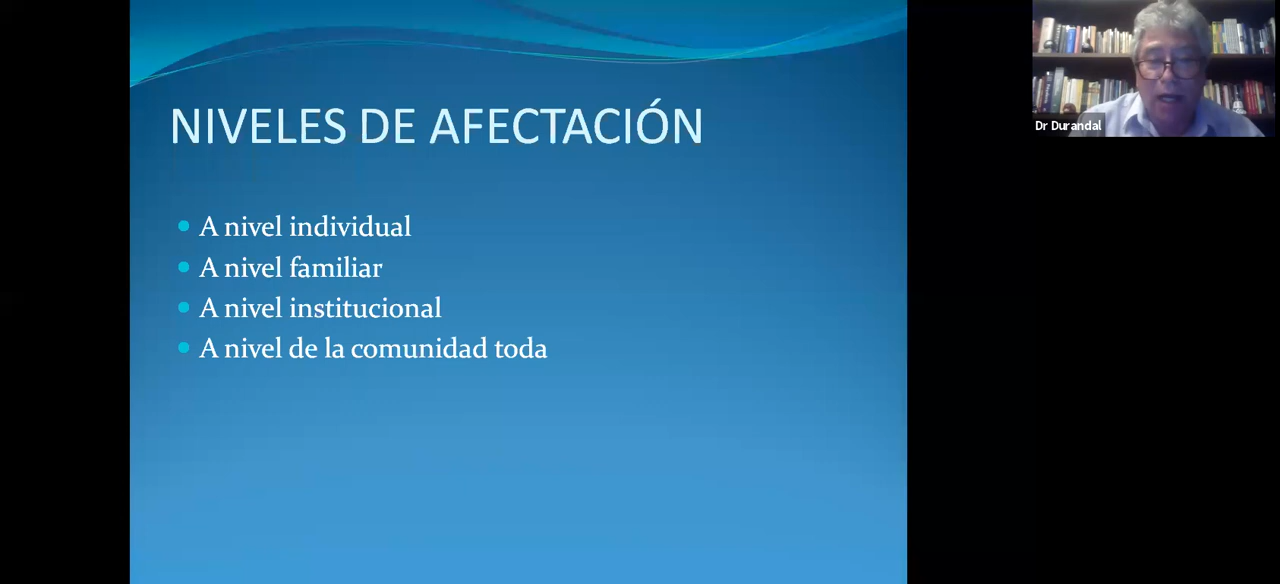 NIVELES DE AFECTACIÓN
A nivel individual
A nivel familiar
A nivel institucional
A nivel de la comunidad toda
Dr Durandal